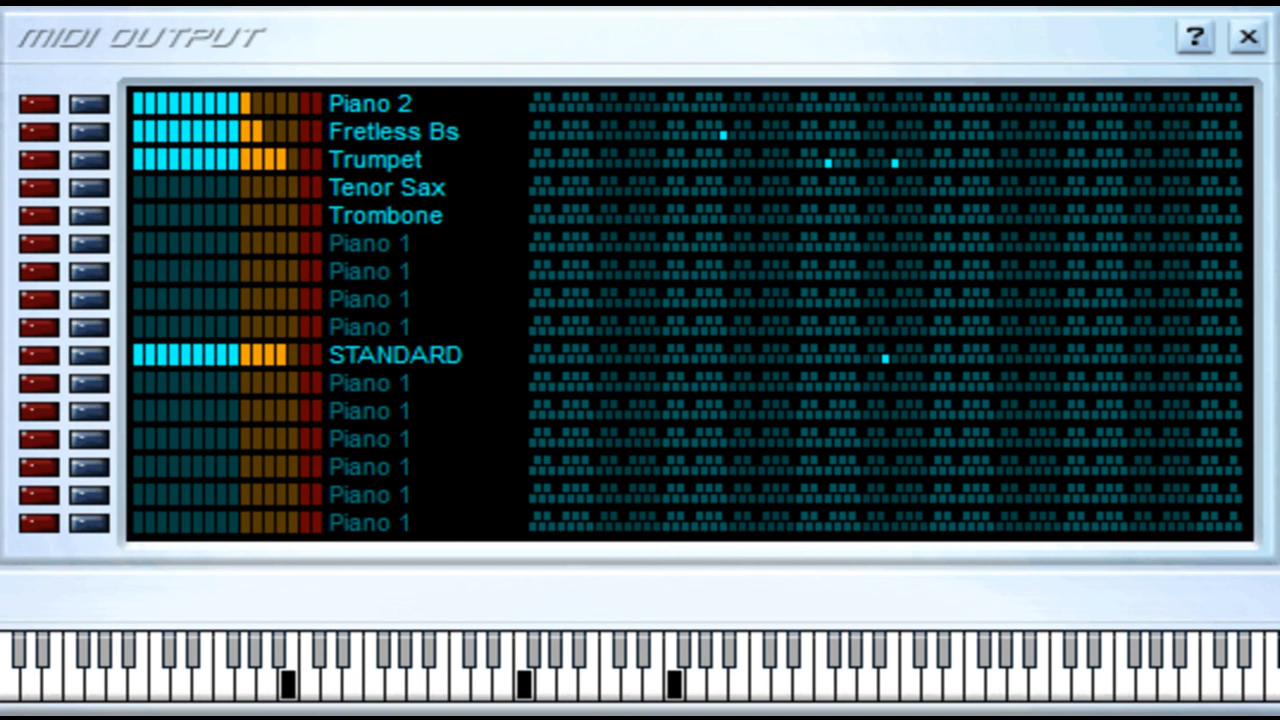 MIDI OUTPUT
? ×
Piano 2
Fretless Bs
Trumpet
Tenor Sax
Trombone
Piano 1
Piano 1
Piano 1
Piano 1
STANDARD
Piano 1
Piano 1
Piano 1
Piano 1
Piano 1
Piano 1